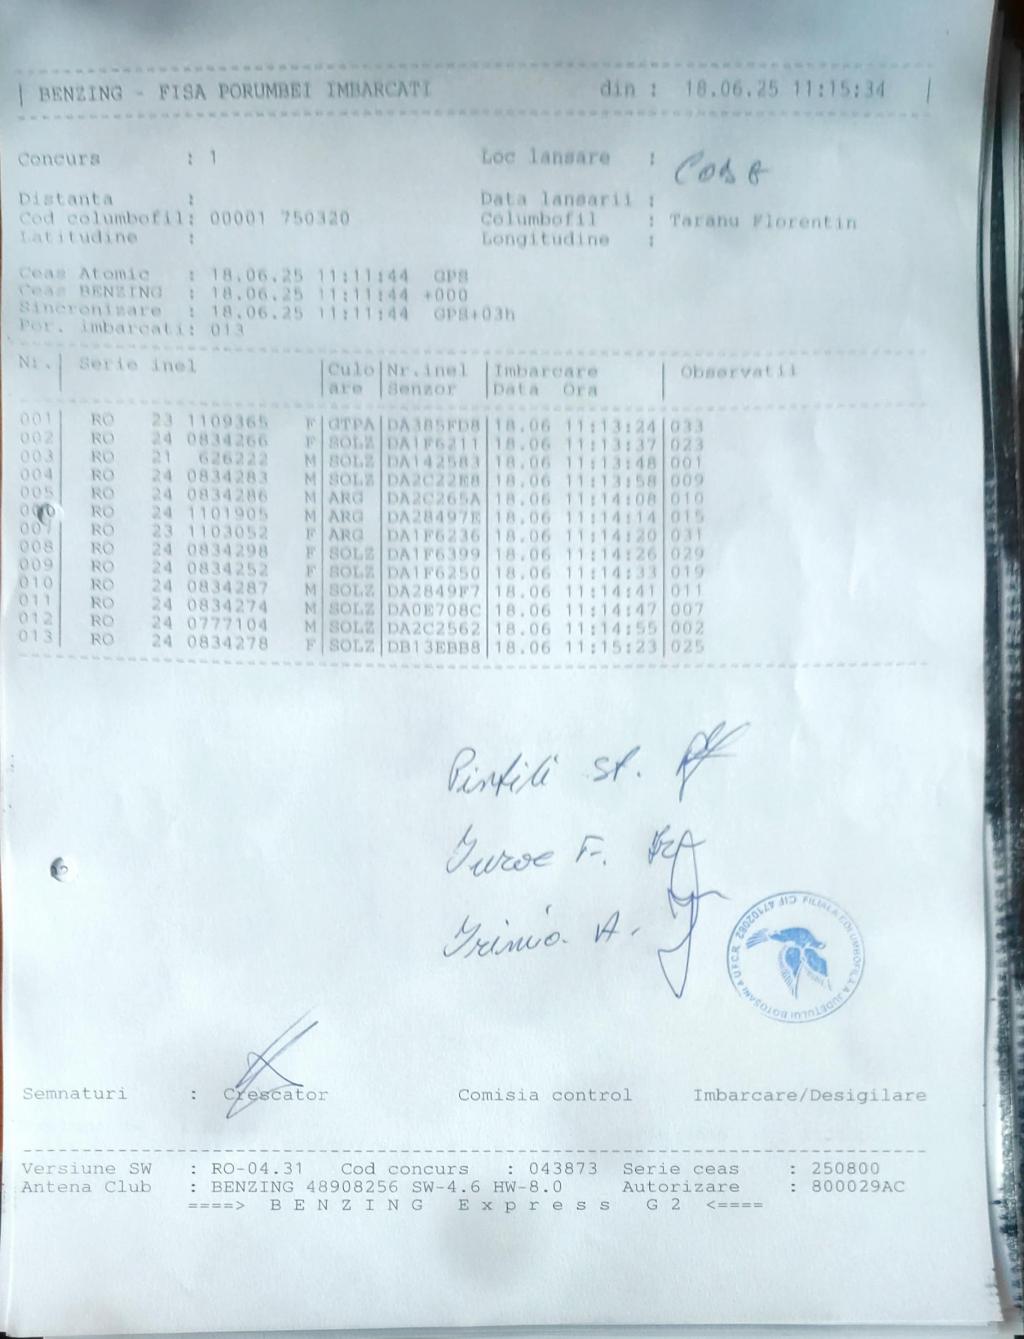 BENZING - FISA PORUMBEI IMBARCATI din : 18.06.25 11:15:34
Concurs : 1 Loc lansare :
Distanta : Data lansarii :
Cod columbofil: 00001 750320 Columbofil : Taranu Florentin
Latitudine : Longitudine :
Ceas Atomic : 18.06.25 11:11:44 GPS
Ceas BENZING : 18.06.25 11:11:44 +000
Sincronizare : 18.06.25 11:11:44 GPS+03h
Por. imbarcati: 013
Nr. Serie inel Culo Nr.inel Imbarcare Observatii
are Senzor Data Ora
001 RO 23 1109365 F GTPA DA385FD8 18.06 11:13:24 033
002 RO 24 0834266 F SOLZ DA1F6211 18.06 11:13:37 023
003 RO 21 626222 M SOLZ DA142583 18.06 11:13:48 001
004 RO 24 0834283 M SOLZ DA2C22E8 18.06 11:13:58 009
005 RO 24 0834286 M ARG DA2C265A 18.06 11:14:08 010
006 RO 24 1101905 M ARG DA28497E 18.06 11:14:14 015
007 RO 23 1103052 F ARG DA1F6236 18.06 11:14:20 031
008 RO 24 0834298 F SOLZ DA1F6399 18.06 11:14:26 029
009 RO 24 0834252 F SOLZ DA1F6250 18.06 11:14:33 019
010 RO 24 0834287 M SOLZ DA2849F7 18.06 11:14:41 011
011 RO 24 0834274 M SOLZ DA0E708C 18.06 11:14:47 007
012 RO 24 0777104 M SOLZ DA2C2562 18.06 11:14:55 002
013 RO 24 0834278 F SOLZ DB13EBB8 18.06 11:15:23 025
St.
F.
A.
FILIALA COLUMBOFILA A JUDETULUI BOTOSANI A U.F.C.R. CIF 47102062
Semnaturi : Crescator Comisia control Imbarcare/Desigilare
Versiune SW : RO-04.31 Cod concurs : 043873 Serie ceas : 250800
Antena Club : BENZING 48908256 SW-4.6 HW-8.0 Autorizare : 800029AC
====> B E N Z I N G E x p r e s s G 2 <====